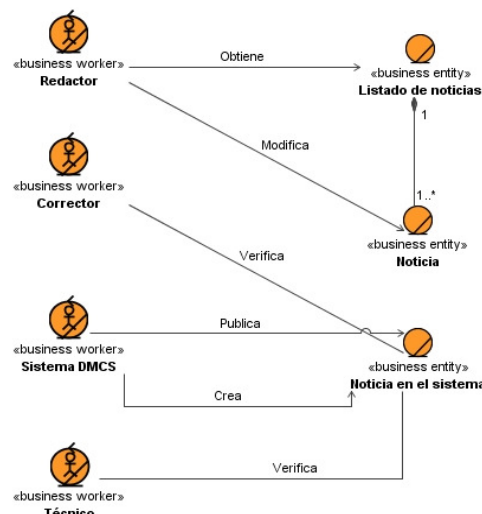 Obtiene
«business worker»
Redactor
«business entity»
Listado de noticias
1
Modifica
«business worker»
Corrector
1..*
«business entity»
Noticia
Verifica
Publica
«business worker»
Sistema DMCS
«business entity»
Noticia en el sistema
Crea
Verifica
«business worker»
Técnico